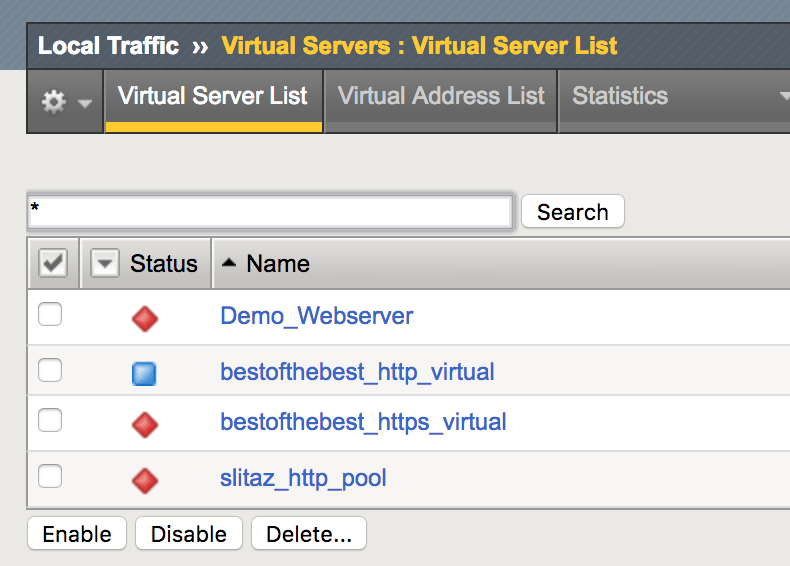 Local Traffic ›› Virtual Servers : Virtual Server List
Virtual Server List Virtual Address List Statistics
* Search
Status Name
Demo_Webserver
bestofthebest_http_virtual
bestofthebest_https_virtual
slitaz_http_pool
Enable Disable Delete...